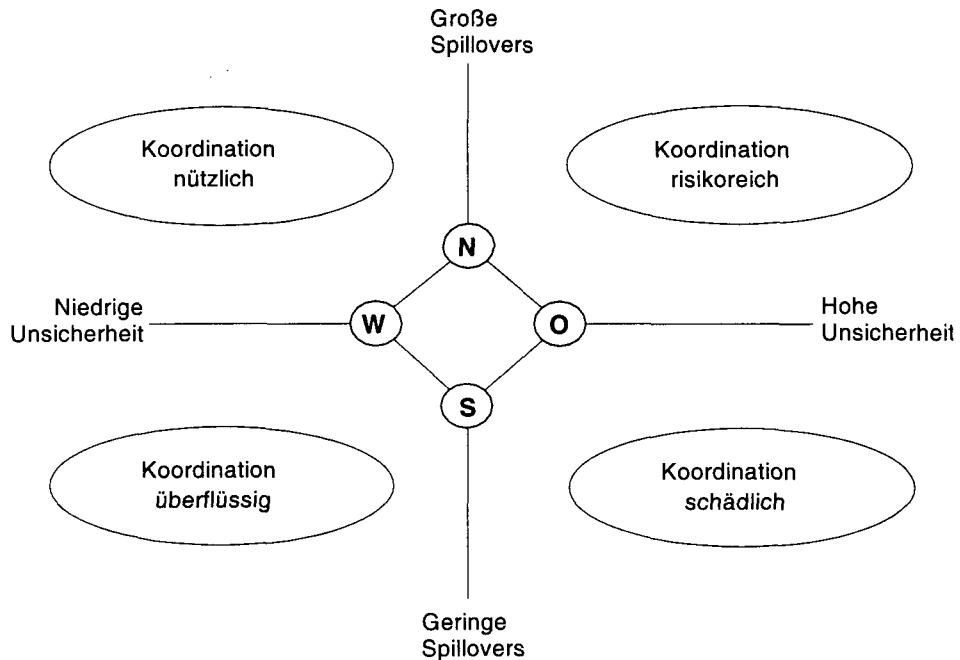 Große
Spillovers
Koordination
nützlich
Koordination
risikoreich
N
Niedrige
Unsicherheit
W
O
Hohe
Unsicherheit
S
Koordination
überflüssig
Koordination
schädlich
Geringe
Spillovers